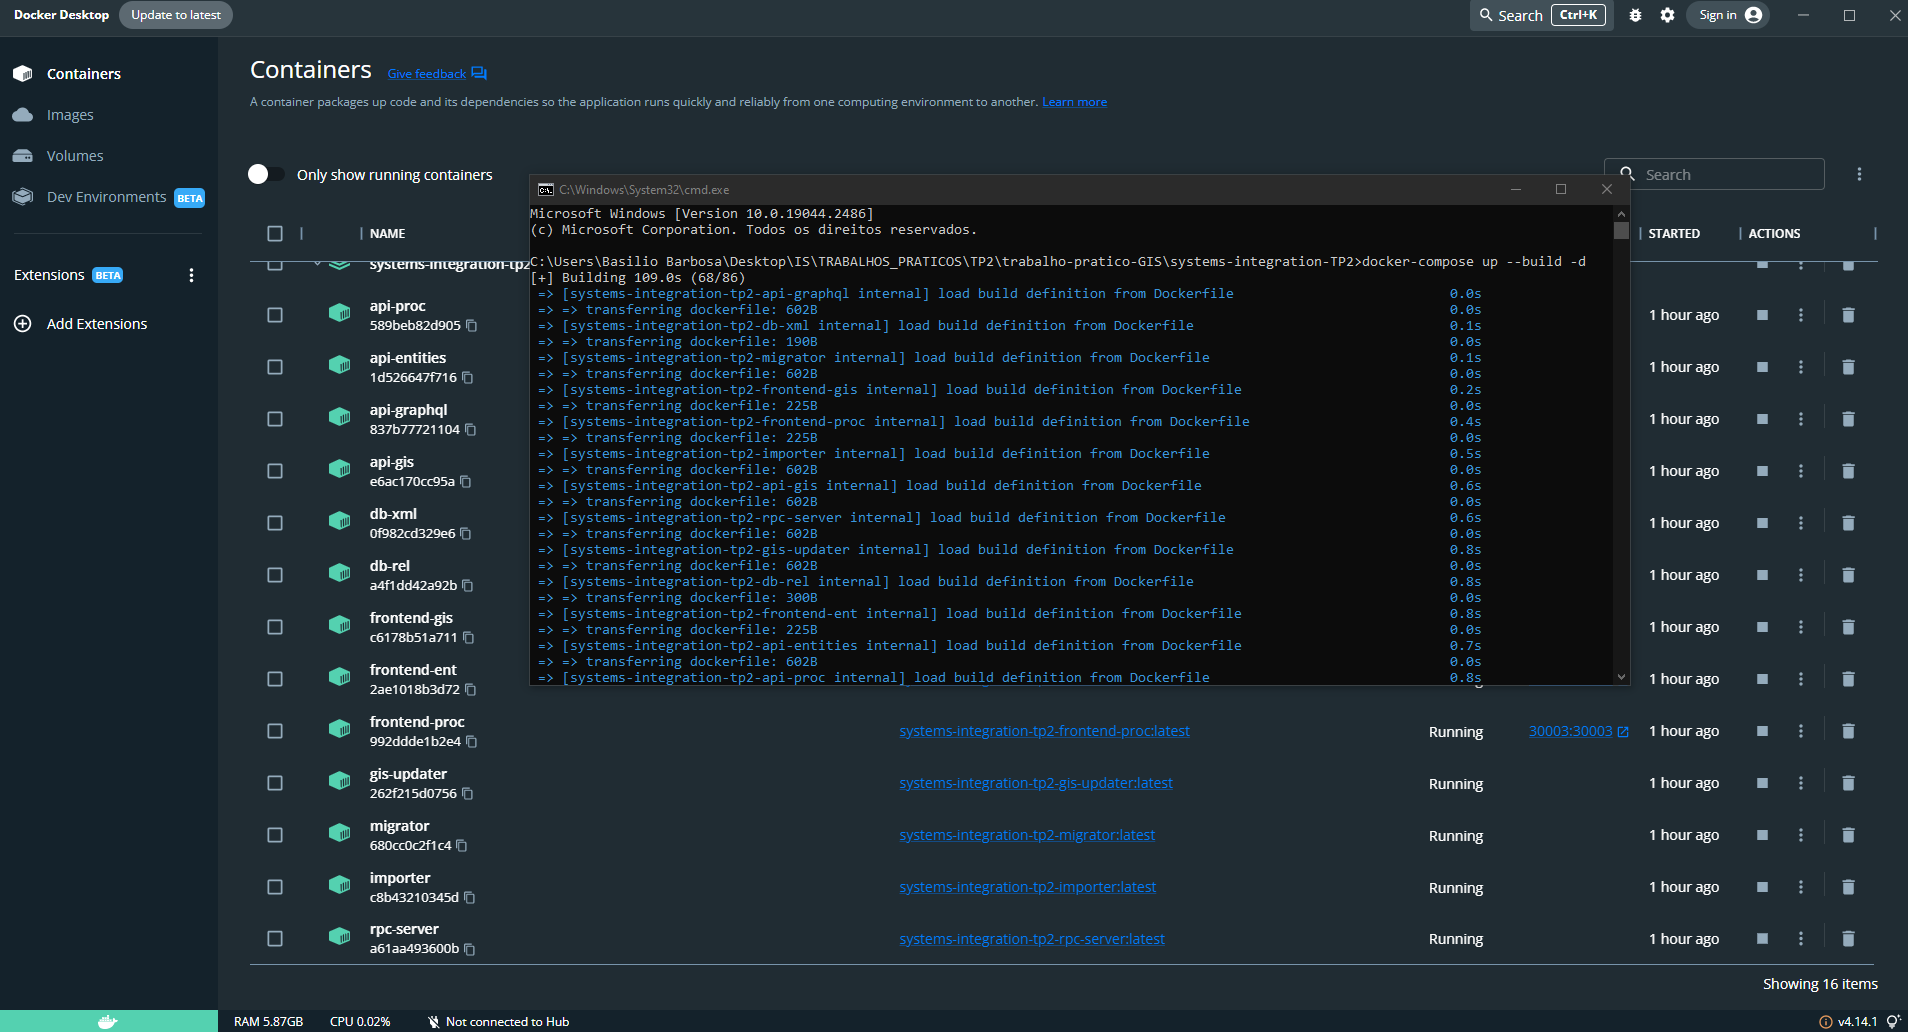 Docker Desktop
Update to latest
Search Ctrl+K
Sign in
Containers
Images
Volumes
Dev Environments BETA
Extensions BETA
Add Extensions
Containers Give feedback
A container packages up code and its dependencies so the application runs quickly and reliably from one computing environment to another. Learn more
Only show running containers
Search
NAME
STARTED
ACTIONS
systems-integration-tp2
api-proc
589beb82d905
1 hour ago
api-entities
1d526647f716
1 hour ago
api-graphql
837b77721104
1 hour ago
api-gis
e6ac170cc95a
1 hour ago
db-xml
0f982cd329e6
1 hour ago
db-rel
a4f1dd42a92b
1 hour ago
frontend-gis
c6178b51a711
1 hour ago
frontend-ent
2ae1018b3d72
1 hour ago
frontend-proc
992ddde1b2e4
systems-integration-tp2-frontend-proc:latest
Running
30003:30003
1 hour ago
gis-updater
262f215d0756
systems-integration-tp2-gis-updater:latest
Running
1 hour ago
migrator
680cc0c2f1c4
systems-integration-tp2-migrator:latest
Running
1 hour ago
importer
c8b43210345d
systems-integration-tp2-importer:latest
Running
1 hour ago
rpc-server
a61aa493600b
systems-integration-tp2-rpc-server:latest
Running
1 hour ago
Showing 16 items
C:\Windows\System32\cmd.exe
Microsoft Windows [Version 10.0.19044.2486]
(c) Microsoft Corporation. Todos os direitos reservados.
C:\Users\Basilio Barbosa\Desktop\IS\TRABALHOS_PRATICOS\TP2\trabalho-pratico-GIS\systems-integration-TP2>docker-compose up --build -d
[+] Building 109.0s (68/86)
=> [systems-integration-tp2-api-graphql internal] load build definition from Dockerfile 0.0s
=> => transferring dockerfile: 602B 0.0s
=> [systems-integration-tp2-db-xml internal] load build definition from Dockerfile 0.1s
=> => transferring dockerfile: 190B 0.0s
=> [systems-integration-tp2-migrator internal] load build definition from Dockerfile 0.1s
=> => transferring dockerfile: 602B 0.0s
=> [systems-integration-tp2-frontend-gis internal] load build definition from Dockerfile 0.2s
=> => transferring dockerfile: 225B 0.0s
=> [systems-integration-tp2-frontend-proc internal] load build definition from Dockerfile 0.4s
=> => transferring dockerfile: 225B 0.0s
=> [systems-integration-tp2-importer internal] load build definition from Dockerfile 0.5s
=> => transferring dockerfile: 602B 0.0s
=> [systems-integration-tp2-api-gis internal] load build definition from Dockerfile 0.6s
=> => transferring dockerfile: 602B 0.0s
=> [systems-integration-tp2-rpc-server internal] load build definition from Dockerfile 0.6s
=> => transferring dockerfile: 602B 0.0s
=> [systems-integration-tp2-gis-updater internal] load build definition from Dockerfile 0.8s
=> => transferring dockerfile: 602B 0.0s
=> [systems-integration-tp2-db-rel internal] load build definition from Dockerfile 0.8s
=> => transferring dockerfile: 300B 0.0s
=> [systems-integration-tp2-frontend-ent internal] load build definition from Dockerfile 0.8s
=> => transferring dockerfile: 225B 0.0s
=> [systems-integration-tp2-api-entities internal] load build definition from Dockerfile 0.7s
=> => transferring dockerfile: 602B 0.0s
=> [systems-integration-tp2-api-proc internal] load build definition from Dockerfile 0.8s
RAM 5.87GB CPU 0.02% Not connected to Hub
v4.14.1